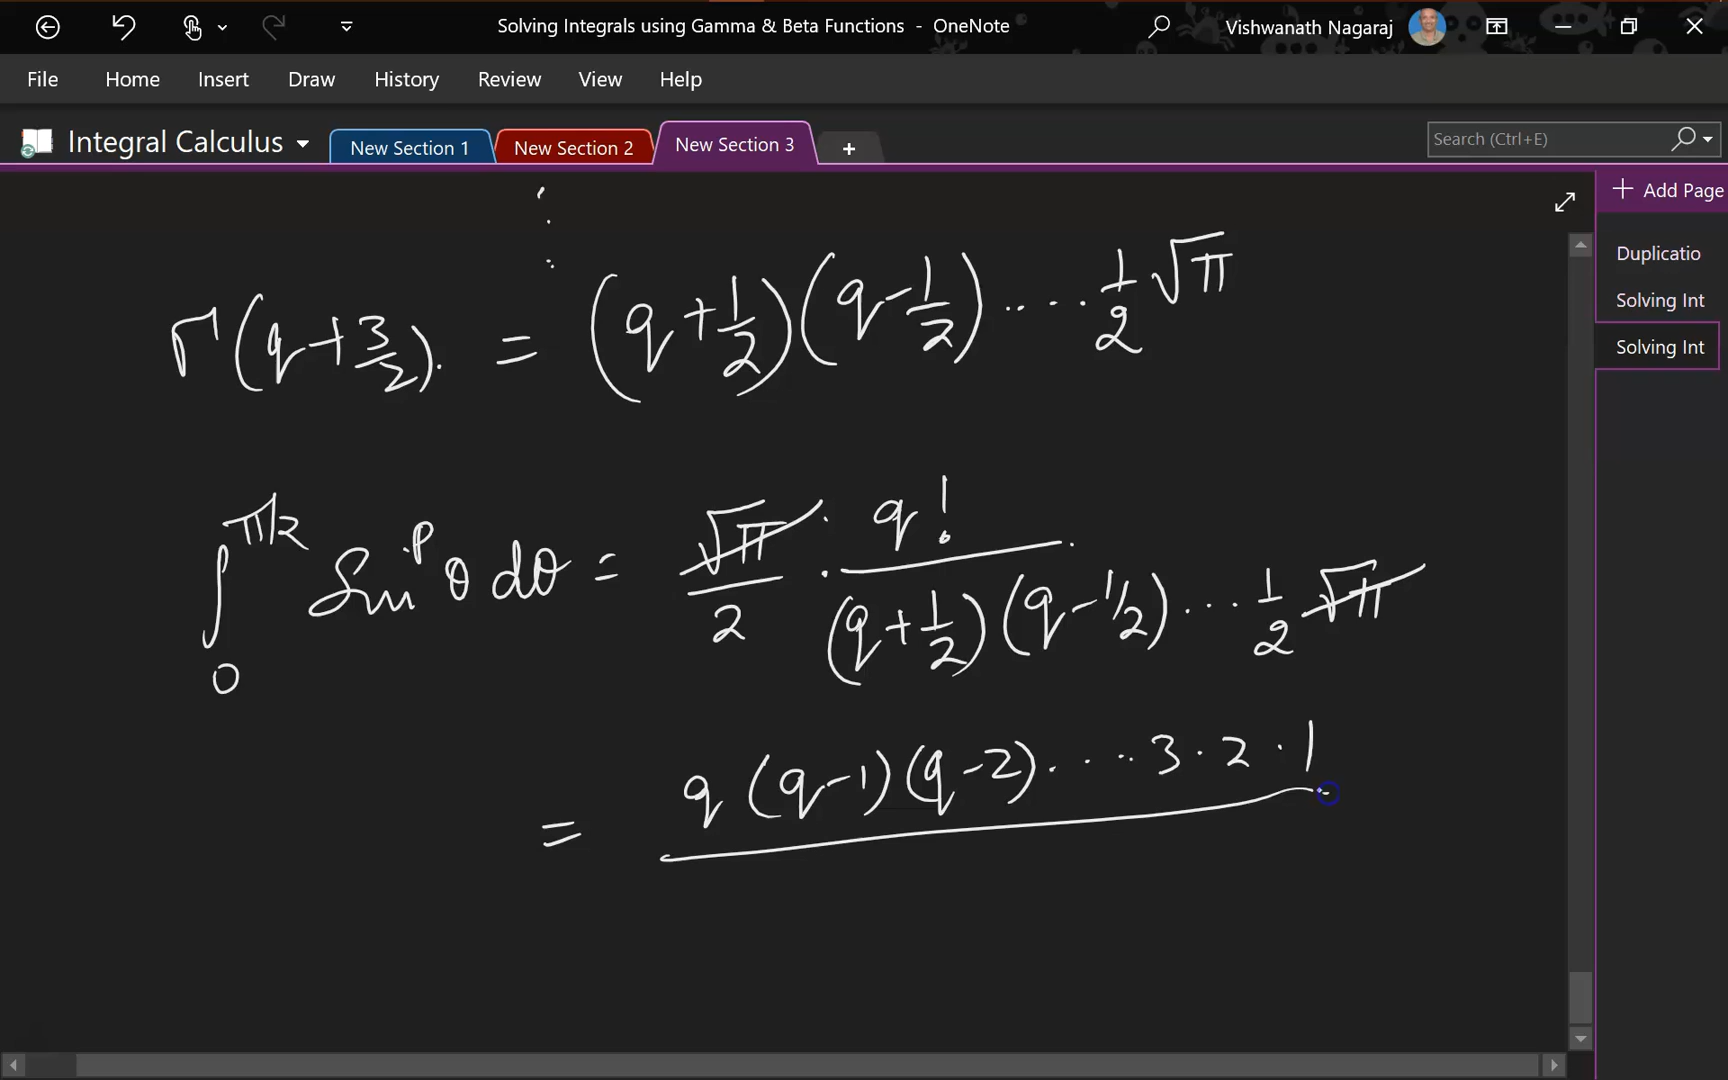 Solving Integrals using Gamma & Beta Functions - OneNote
Vishwanath Nagaraj
File Home Insert Draw History Review View Help
Integral Calculus
New Section 1
New Section 2
New Section 3
+
Search (Ctrl+E)
+ Add Page
Duplicatio
Solving Int
Solving Int
Γ(q+3/2). = (q+1/2)(q-1/2)....1/2 √π
∫₀^π/2 Sin^p θ dθ = √π/2 · q!/((q+1/2)(q-1/2)...1/2 √π)
= q(q-1)(q-2)....3·2·1